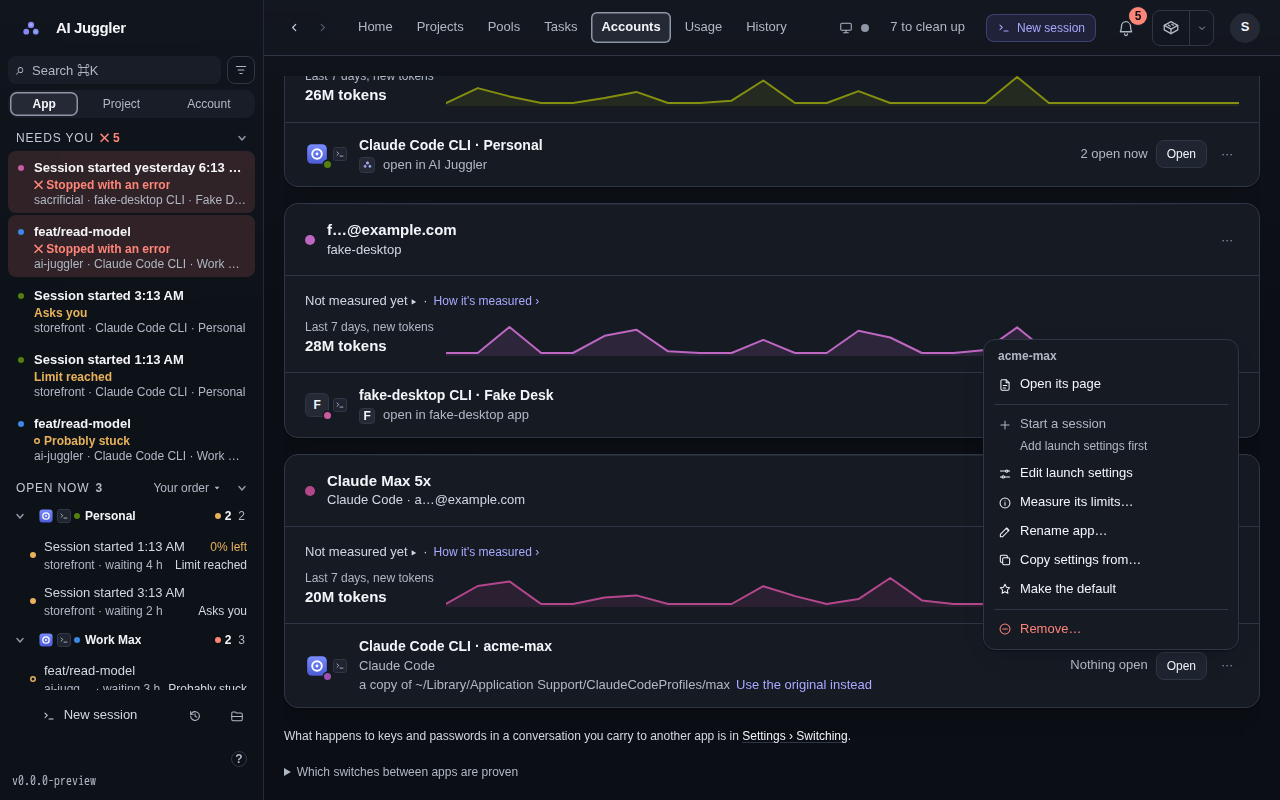 AI Juggler
Search ⌘K
App
Project
Account
NEEDS YOU 5
Session started yesterday 6:13 …
Stopped with an error
sacrificial · fake-desktop CLI · Fake D…
feat/read-model
Stopped with an error
ai-juggler · Claude Code CLI · Work …
Session started 3:13 AM
Asks you
storefront · Claude Code CLI · Personal
Session started 1:13 AM
Limit reached
storefront · Claude Code CLI · Personal
feat/read-model
Probably stuck
ai-juggler · Claude Code CLI · Work …
OPEN NOW 3
Your order
Personal
2 2
Session started 1:13 AM
0% left
storefront · waiting 4 h
Limit reached
Session started 3:13 AM
storefront · waiting 2 h
Asks you
Work Max
2 3
feat/read-model
ai-jugg… · waiting 3 h
Probably stuck
New session
?
v0.0.0-preview
Home
Projects
Pools
Tasks
Accounts
Usage
History
7 to clean up
New session
5
S
Last 7 days, new tokens
26M tokens
Claude Code CLI · Personal
open in AI Juggler
2 open now
Open
…
f…@example.com
fake-desktop
…
Not measured yet ▸ · How it's measured ›
Last 7 days, new tokens
28M tokens
F
fake-desktop CLI · Fake Desk
F open in fake-desktop app
Claude Max 5x
Claude Code · a…@example.com
Not measured yet ▸ · How it's measured ›
Last 7 days, new tokens
20M tokens
Claude Code CLI · acme-max
Claude Code
a copy of ~/Library/Application Support/ClaudeCodeProfiles/max Use the original instead
Nothing open
Open
…
acme-max
Open its page
Start a session
Add launch settings first
Edit launch settings
Measure its limits…
Rename app…
Copy settings from…
Make the default
Remove…
What happens to keys and passwords in a conversation you carry to another app is in Settings › Switching.
Which switches between apps are proven